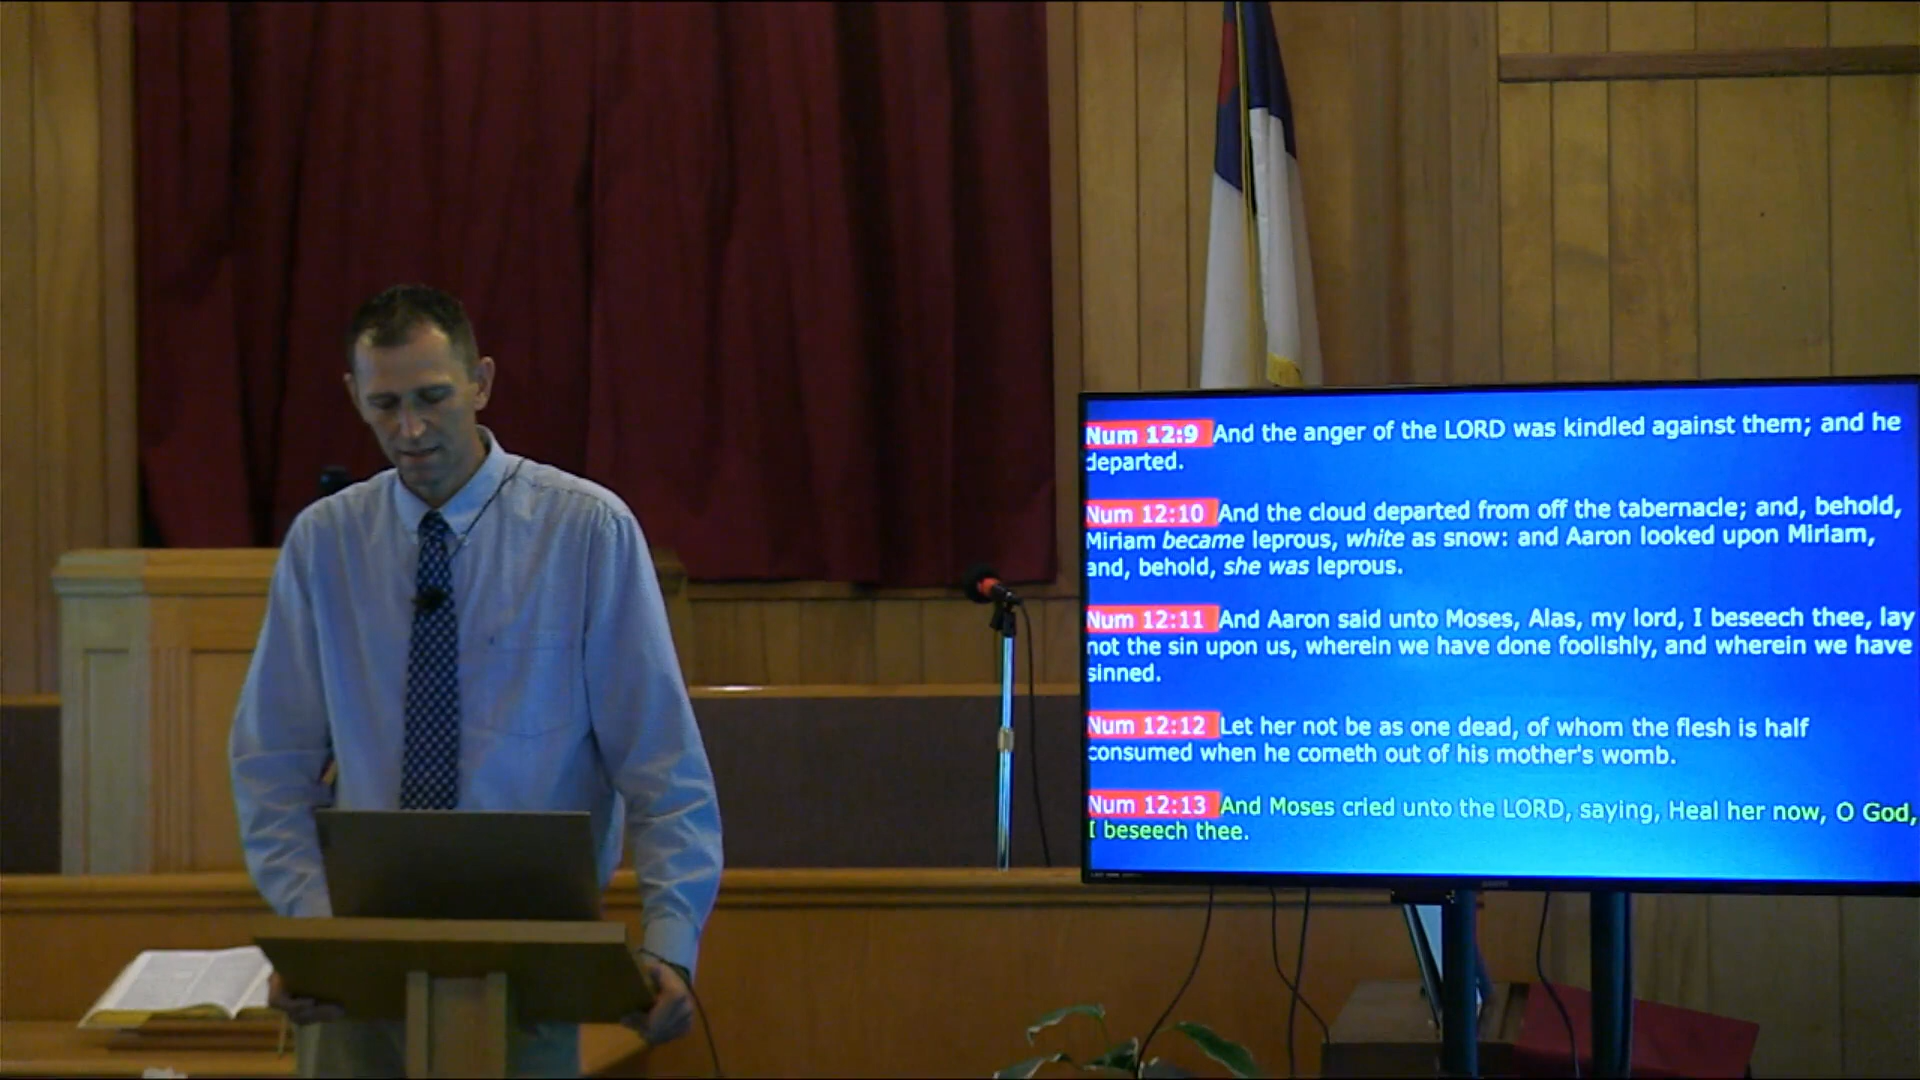 Num 12:9 And the anger of the LORD was kindled against them; and he
departed.
Num 12:10 And the cloud departed from off the tabernacle; and, behold,
Miriam became leprous, white as snow: and Aaron looked upon Miriam,
and, behold, she was leprous.
Num 12:11 And Aaron said unto Moses, Alas, my lord, I beseech thee, lay
not the sin upon us, wherein we have done foolishly, and wherein we have
sinned.
Num 12:12 Let her not be as one dead, of whom the flesh is half
consumed when he cometh out of his mother's womb.
Num 12:13 And Moses cried unto the LORD, saying, Heal her now, O God,
I beseech thee.